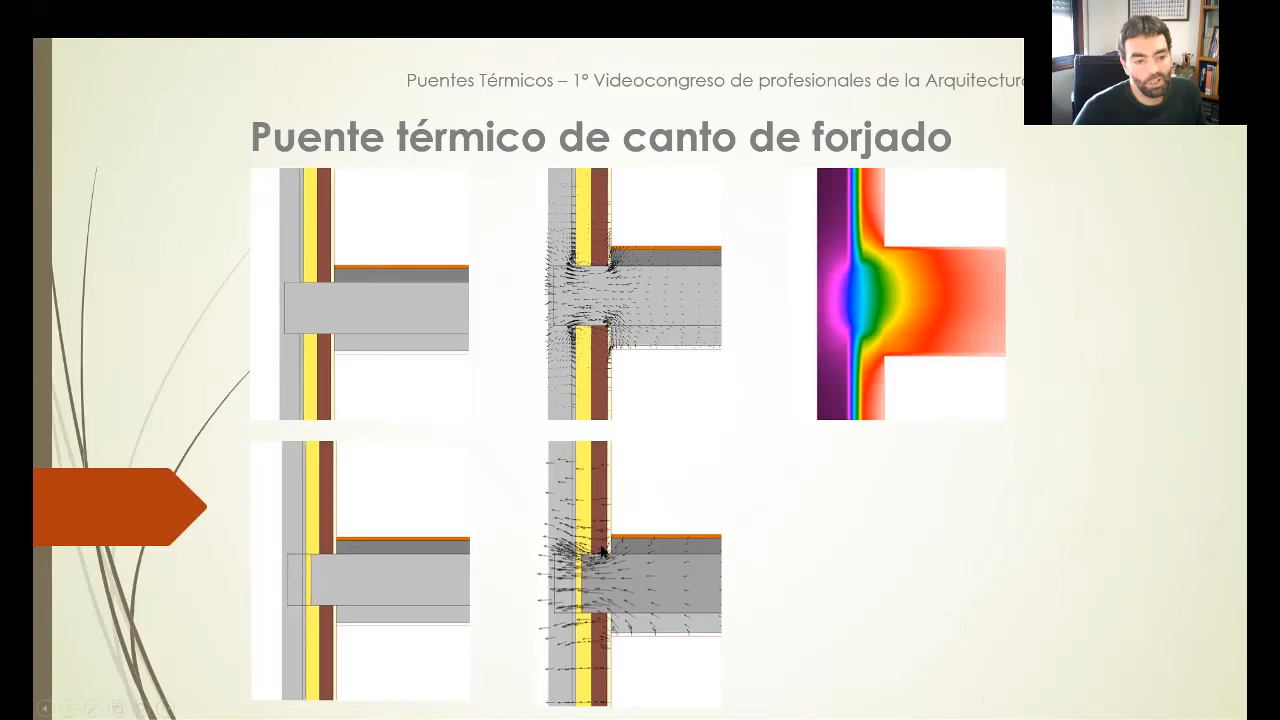 Puentes Térmicos – 1º Videocongreso de profesionales de la Arquitectura
Puente térmico de canto de forjado